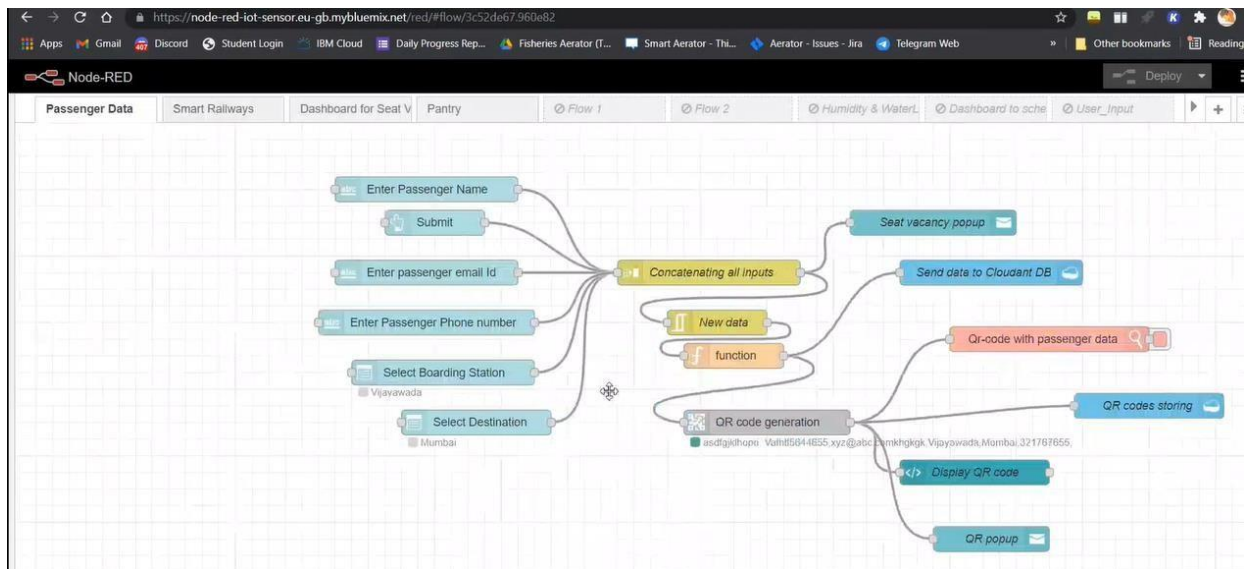 https://node-red-iot-sensor.eu-gb.mybluemix.net/red/#flow/3c52de67.960e82
Apps Gmail Discord Student Login IBM Cloud Daily Progress Rep... Fisheries Aerator (T... Smart Aerator - Thi... Aerator - Issues - Jira Telegram Web » Other bookmarks Reading
Node-RED Deploy
Passenger Data Smart Railways Dashboard for Seat V Pantry Flow 1 Flow 2 Humidity & WaterL Dashboard to sche User_Input
Enter Passenger Name
Submit
Seat vacancy popup
Enter passenger email Id
Concatenating all inputs
Send data to Cloudant DB
Enter Passenger Phone number
New data
Qr-code with passenger data
function
Select Boarding Station
Vijayawada
QR codes storing
Select Destination
QR code generation
Mumbai
Vijayawada,Mumbai,321767655,
Display QR code
QR popup